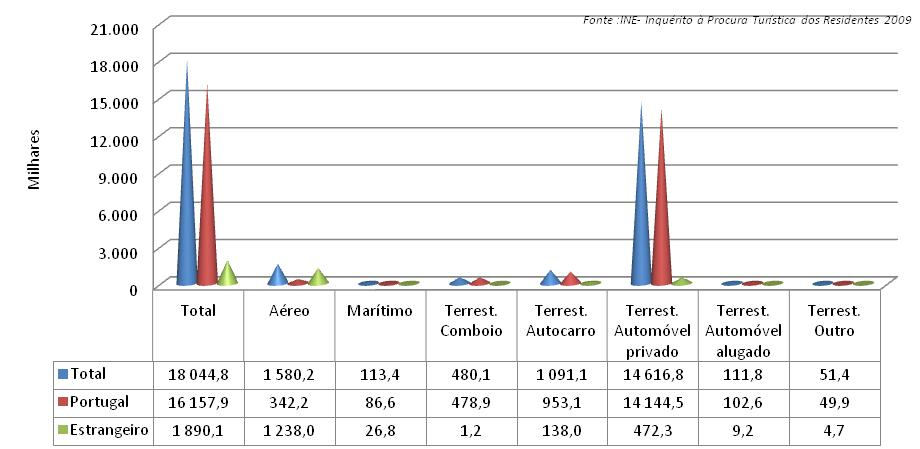 Fonte :INE- Inquérito à Procura Turística dos Residentes 2009
21.000
18.000
15.000
12.000
9.000
6.000
3.000
0
Milhares
Total Aéreo Marítimo Terrest. Comboio Terrest. Autocarro Terrest. Automóvel privado Terrest. Automóvel alugado Terrest. Outro
Total 18 044,8 1 580,2 113,4 480,1 1 091,1 14 616,8 111,8 51,4
Portugal 16 157,9 342,2 86,6 478,9 953,1 14 144,5 102,6 49,9
Estrangeiro 1 890,1 1 238,0 26,8 1,2 138,0 472,3 9,2 4,7